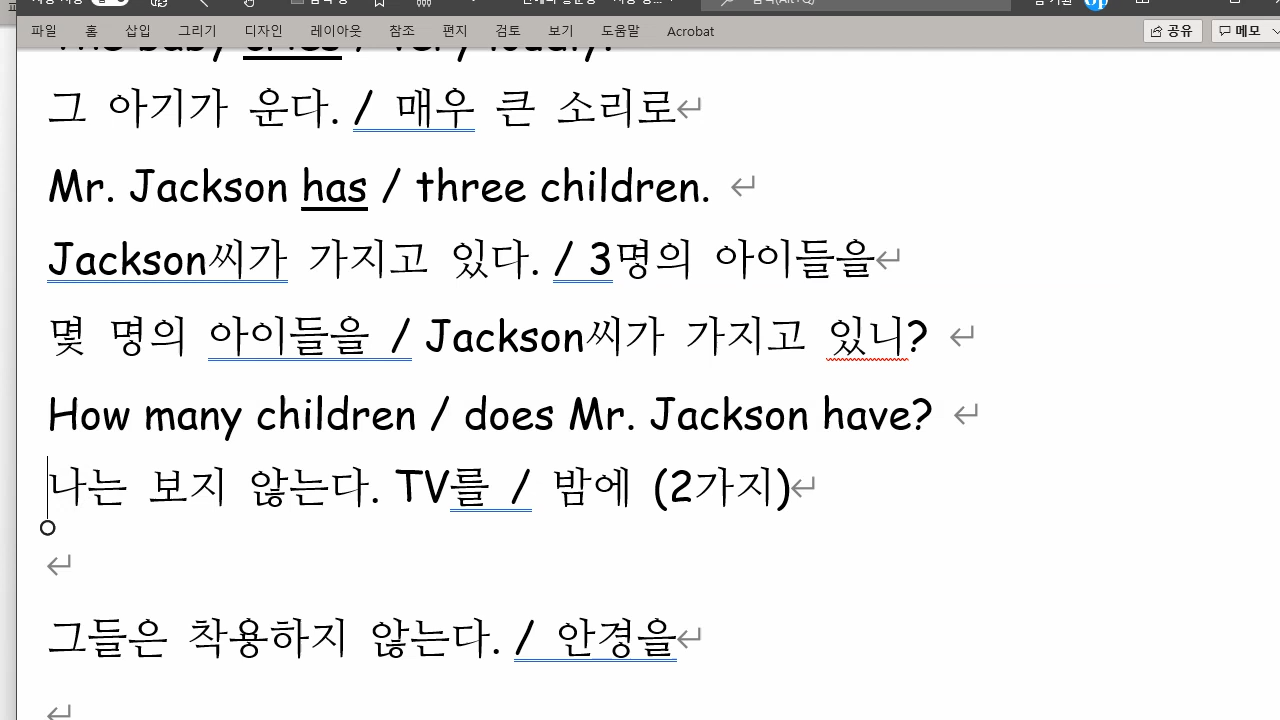 파일 홈 삽입 그리기 디자인 레이아웃 참조 편지 검토 보기 도움말 Acrobat 공유 메모
그 아기가 운다. / 매우 큰 소리로
Mr. Jackson has / three children.
Jackson씨가 가지고 있다. / 3명의 아이들을
몇 명의 아이들을 / Jackson씨가 가지고 있니?
How many children / does Mr. Jackson have?
나는 보지 않는다. TV를 / 밤에 (2가지)
그들은 착용하지 않는다. / 안경을